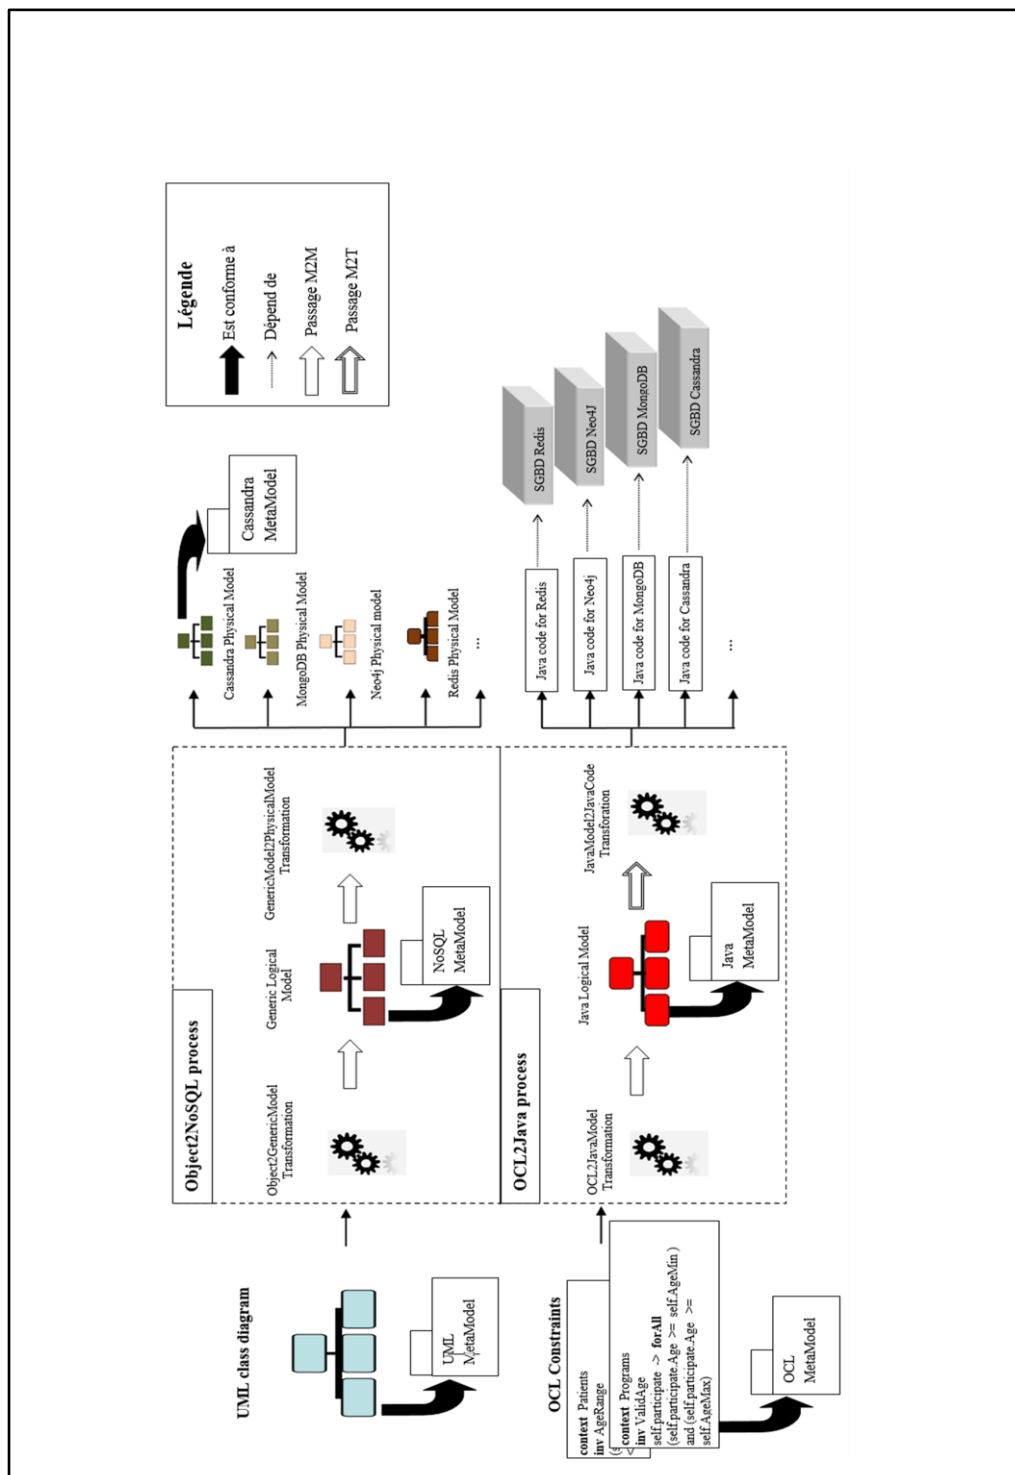 UML class diagram
UML
MetaModel
OCL Constraints
context Patients
inv AgeRange
(s
<
context Programs
inv ValidAge
self.participate -> forAll
(self.participate.Age >= self.AgeMin )
and (self.participate.Age >=
self.AgeMax)
OCL
MetaModel
Object2NoSQL process
Object2GenericModel
Transformation
Generic Logical
Model
NoSQL
MetaModel
GenericModel2PhysicalModel
Transformation
OCL2Java process
OCL2JavaModel
Transformation
Java Logical Model
Java
MetaModel
JavaModel2JavaCode
Transforation
Cassandra Physical Model
MongoDB Physical Model
Neo4j Physical model
Redis Physical Model
...
Cassandra
MetaModel
Java code for Redis
Java code for Neo4j
Java code for MongoDB
Java code for Cassandra
...
SGBD Redis
SGBD Neo4J
SGBD MongoDB
SGBD Cassandra
Légende
Est conforme à
Dépend de
Passage M2M
Passage M2T